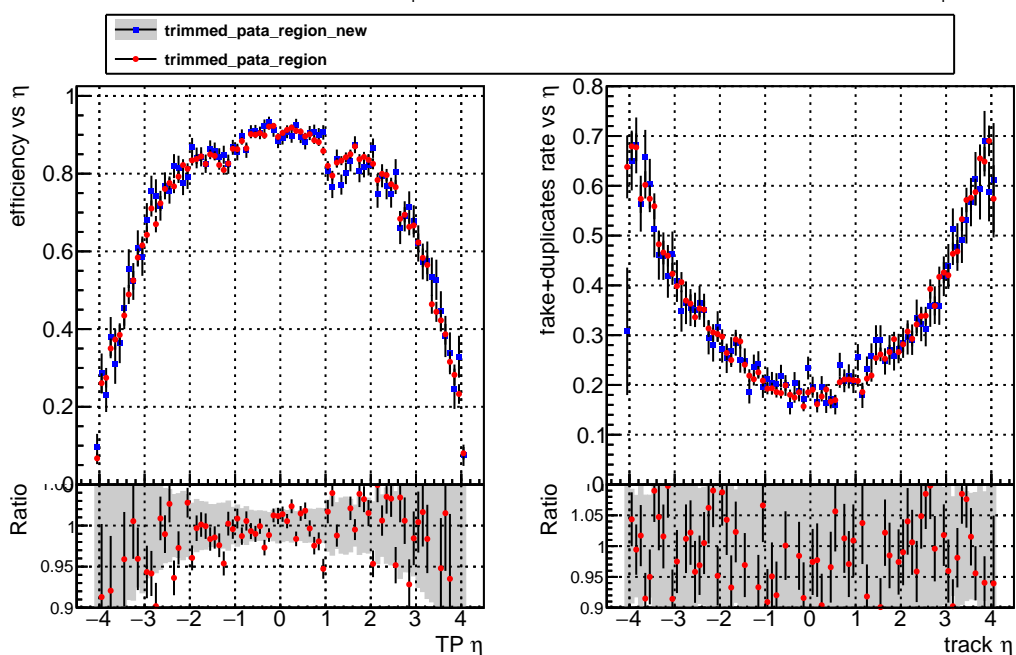 trimmed_pata_region_new
trimmed_pata_region
efficiency vs η
1
0.8
0.6
0.4
0.2
0
Ratio
1
0.95
0.9
−4 −3 −2 −1 0 1 2 3 4
TP η
fake+duplicates rate vs η
0.8
0.7
0.6
0.5
0.4
0.3
0.2
0.1
0
Ratio
1.05
1.00
0.95
0.9
−4 −3 −2 −1 0 1 2 3 4
track η